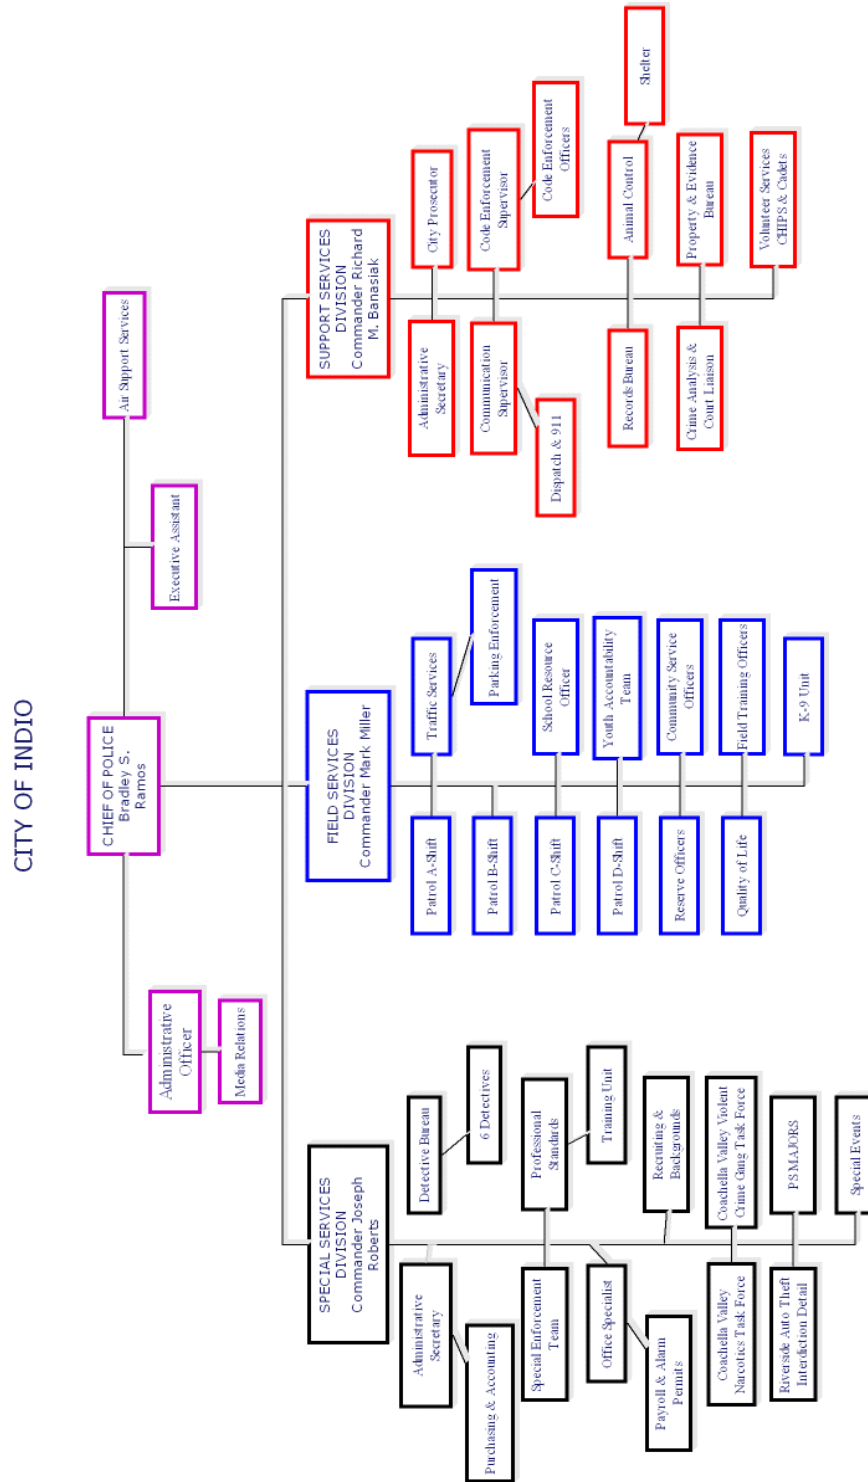 CITY OF INDIO
CHIEF OF POLICE
Bradley S.
Ramos
Administrative
Officer
Media Relations
Executive Assistant
Air Support Services
SPECIAL SERVICES
DIVISION
Commander Joseph
Roberts
Administrative
Secretary
Detective Bureau
Purchasing & Accounting
6 Detectives
Special Enforcement
Team
Professional
Standards
Office Specialist
Training Unit
Payroll & Alarm
Permits
Recruiting &
Backgrounds
Coachella Valley
Narcotics Task Force
Coachella Valley Violent
Crime Gang Task Force
Riverside Auto Theft
Interdiction Detail
PS MAJORS
Special Events
FIELD SERVICES
DIVISION
Commander Mark Miller
Patrol A-Shift
Traffic Services
Patrol B-Shift
Parking Enforcement
Patrol C-Shift
School Resource
Officer
Patrol D-Shift
Youth Accountability
Team
Reserve Officers
Community Service
Officers
Quality of Life
Field Training Officers
K-9 Unit
SUPPORT SERVICES
DIVISION
Commander Richard
M. Banasiak
Administrative
Secretary
City Prosecutor
Communication
Supervisor
Code Enforcement
Supervisor
Dispatch & 911
Code Enforcement
Officers
Records Bureau
Animal Control
Shelter
Crime Analysis &
Court Liaison
Property & Evidence
Bureau
Volunteer Services
CHIPS & Cadets